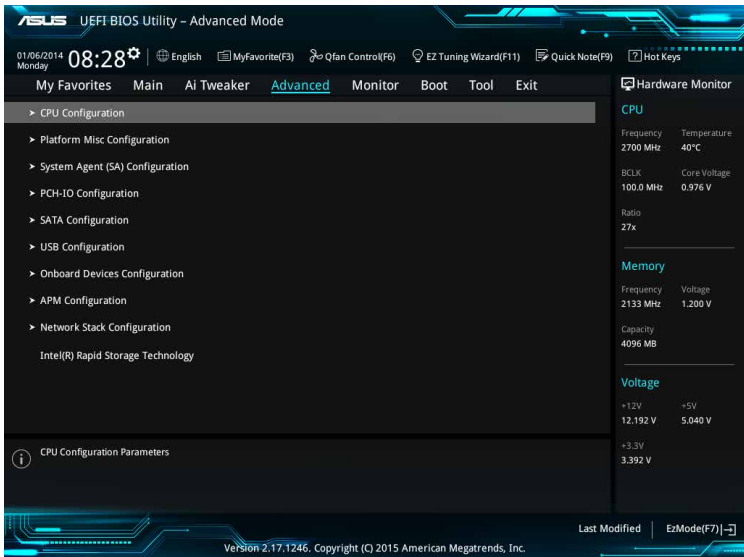 ASUS UEFI BIOS Utility – Advanced Mode
01/06/2014 Monday 08:28 English MyFavorite(F3) Qfan Control(F6) EZ Tuning Wizard(F11) Quick Note(F9) ? Hot Keys
My Favorites Main Ai Tweaker Advanced Monitor Boot Tool Exit
CPU Configuration
Platform Misc Configuration
System Agent (SA) Configuration
PCH-IO Configuration
SATA Configuration
USB Configuration
Onboard Devices Configuration
APM Configuration
Network Stack Configuration
Intel(R) Rapid Storage Technology
CPU Configuration Parameters
Hardware Monitor
CPU
Frequency Temperature
2700 MHz 40°C
BCLK Core Voltage
100.0 MHz 0.976 V
Ratio
27x
Memory
Frequency Voltage
2133 MHz 1.200 V
Capacity
4096 MB
Voltage
+12V +5V
12.192 V 5.040 V
+3.3V
3.392 V
Last Modified EzMode(F7)
Version 2.17.1246. Copyright (C) 2015 American Megatrends, Inc.